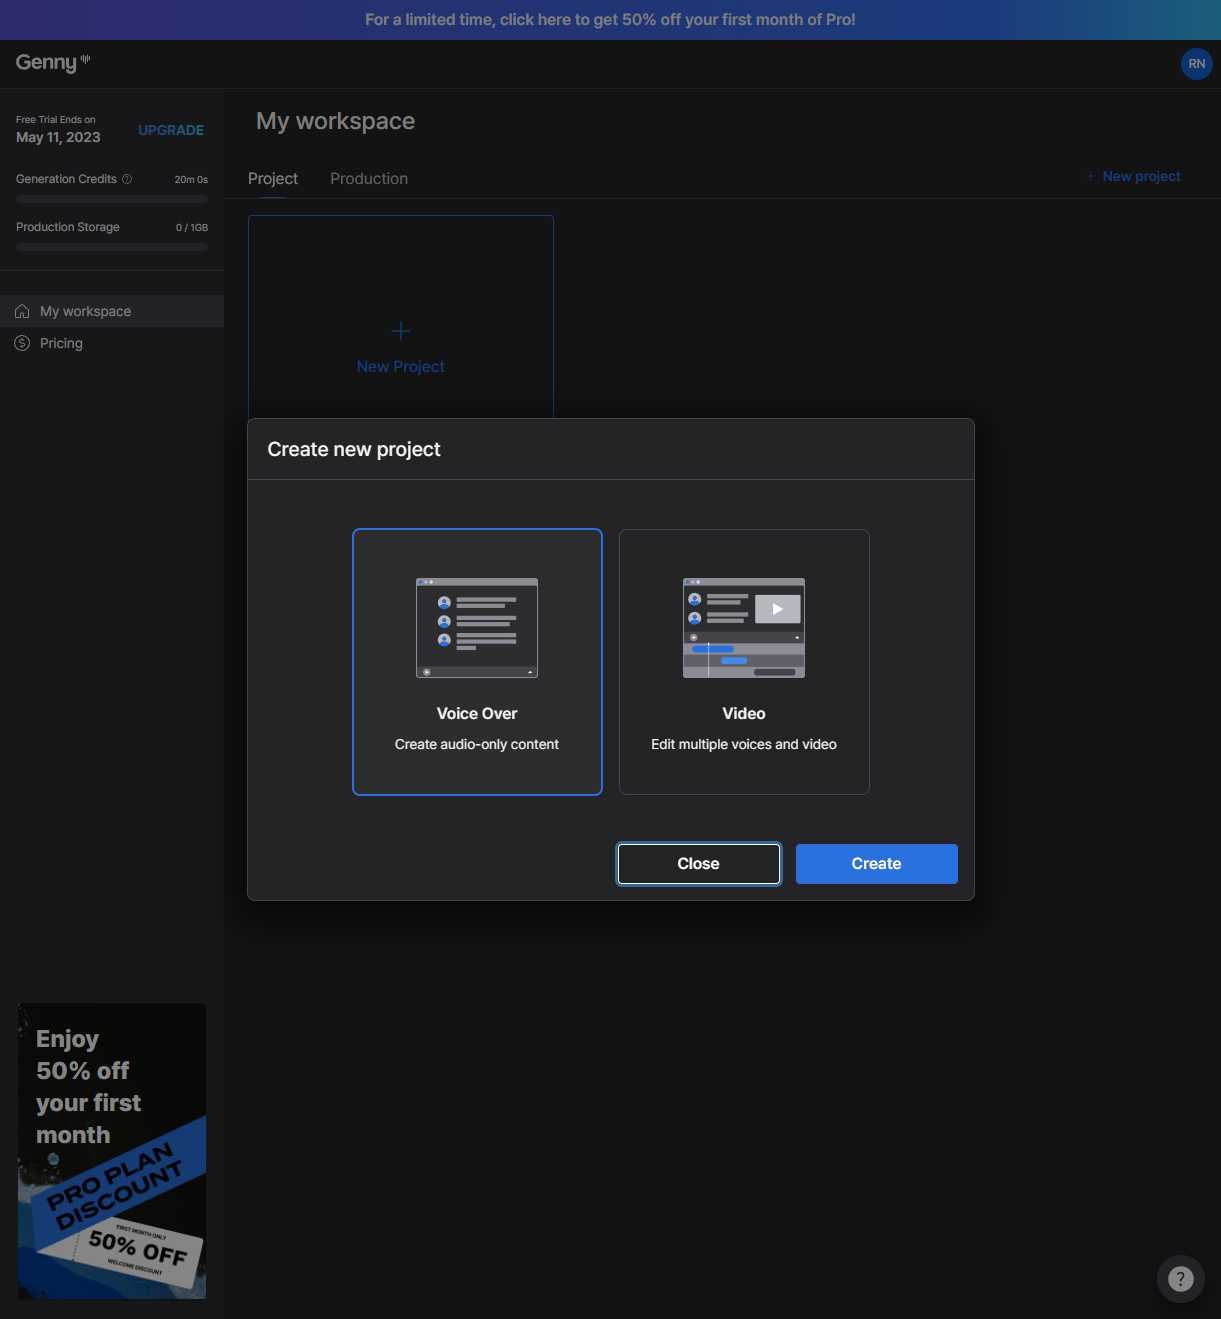 For a limited time, click here to get 50% off your first month of Pro!
Genny
RN
Free Trial Ends on
May 11, 2023
UPGRADE
Generation Credits
20m 0s
Production Storage
0 / 1GB
My workspace
Pricing
My workspace
Project
Production
+ New project
New Project
Create new project
Voice Over
Create audio-only content
Video
Edit multiple voices and video
Close
Create
Enjoy
50% off
your first
month
PRO PLAN
DISCOUNT
FIRST MONTH ONLY
50% OFF
WELCOME DISCOUNT
?